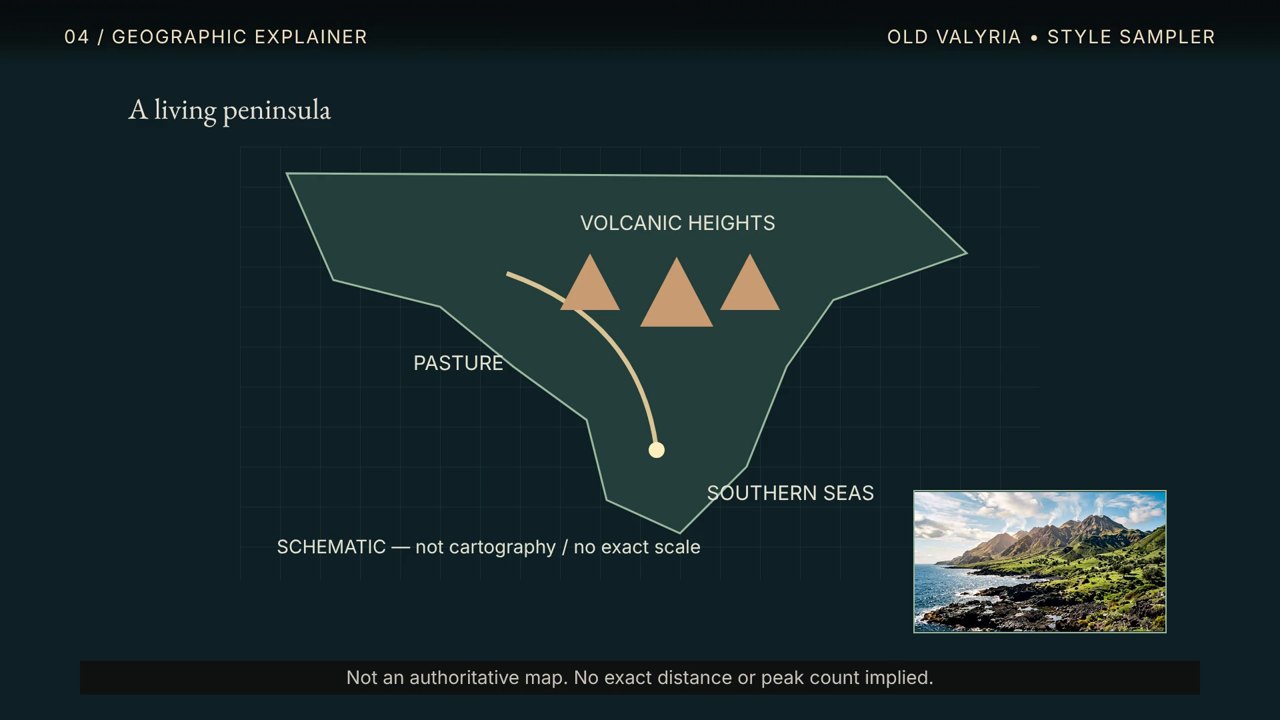 04 / GEOGRAPHIC EXPLAINER
OLD VALYRIA • STYLE SAMPLER
A living peninsula
VOLCANIC HEIGHTS
PASTURE
SOUTHERN SEAS
SCHEMATIC — not cartography / no exact scale
Not an authoritative map. No exact distance or peak count implied.